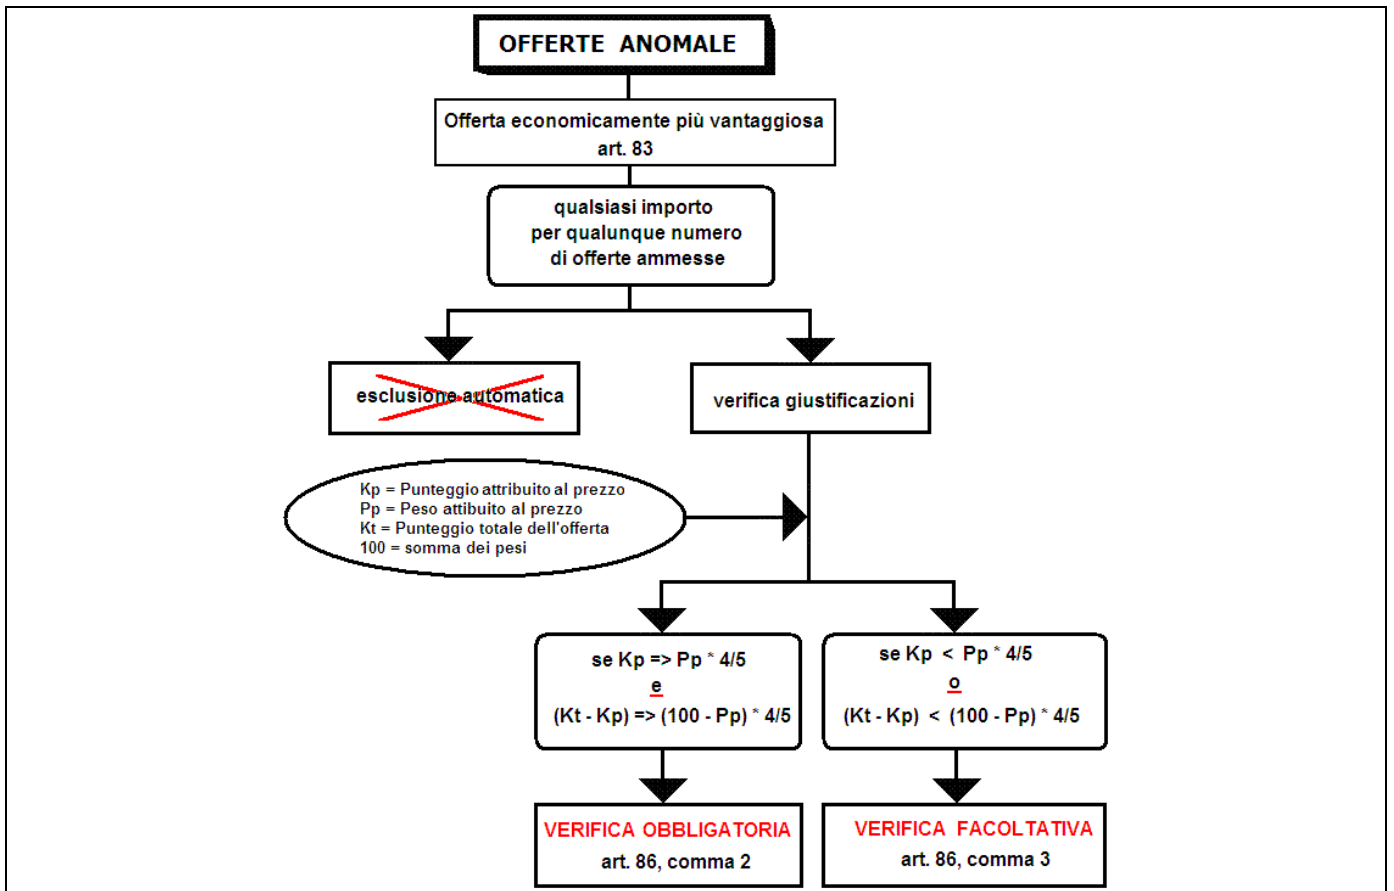 OFFERTE ANOMALE
Offerta economicamente più vantaggiosa
art. 83
qualsiasi importo
per qualunque numero
di offerte ammesse
esclusione automatica
verifica giustificazioni
Kp = Punteggio attribuito al prezzo
Pp = Peso attibuito al prezzo
Kt = Punteggio totale dell'offerta
100 = somma dei pesi
se Kp => Pp * 4/5
e
(Kt - Kp) => (100 - Pp) * 4/5
se Kp < Pp * 4/5
o
(Kt - Kp) < (100 - Pp) * 4/5
VERIFICA OBBLIGATORIA
art. 86, comma 2
VERIFICA FACOLTATIVA
art. 86, comma 3